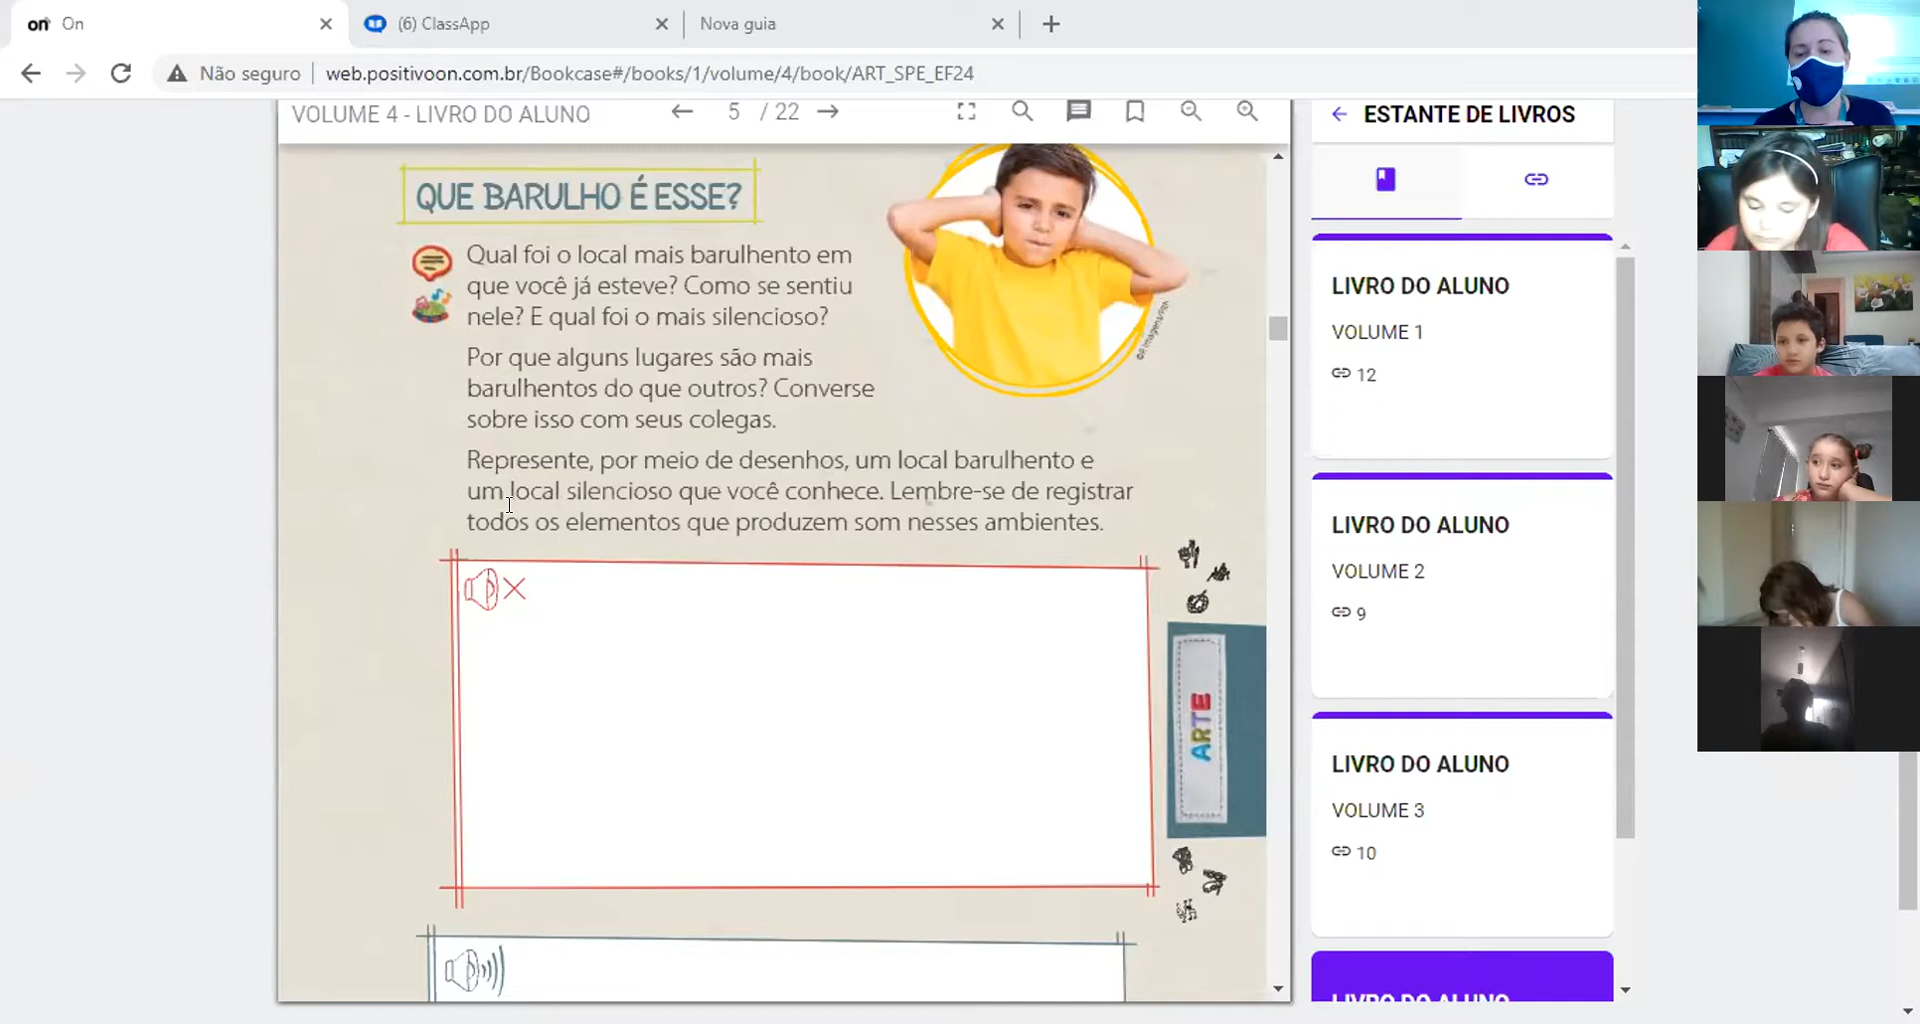 On
(6) ClassApp
Nova guia
Não seguro
web.positivoon.com.br/Bookcase#/books/1/volume/4/book/ART_SPE_EF24
VOLUME 4 - LIVRO DO ALUNO
5 / 22
ESTANTE DE LIVROS
QUE BARULHO É ESSE?
Qual foi o local mais barulhento em
que você já esteve? Como se sentiu
nele? E qual foi o mais silencioso?
Por que alguns lugares são mais
barulhentos do que outros? Converse
sobre isso com seus colegas.
Represente, por meio de desenhos, um local barulhento e
um local silencioso que você conhece. Lembre-se de registrar
todos os elementos que produzem som nesses ambientes.
ARTE
LIVRO DO ALUNO
VOLUME 1
12
LIVRO DO ALUNO
VOLUME 2
9
LIVRO DO ALUNO
VOLUME 3
10
LIVRO DO ALUNO